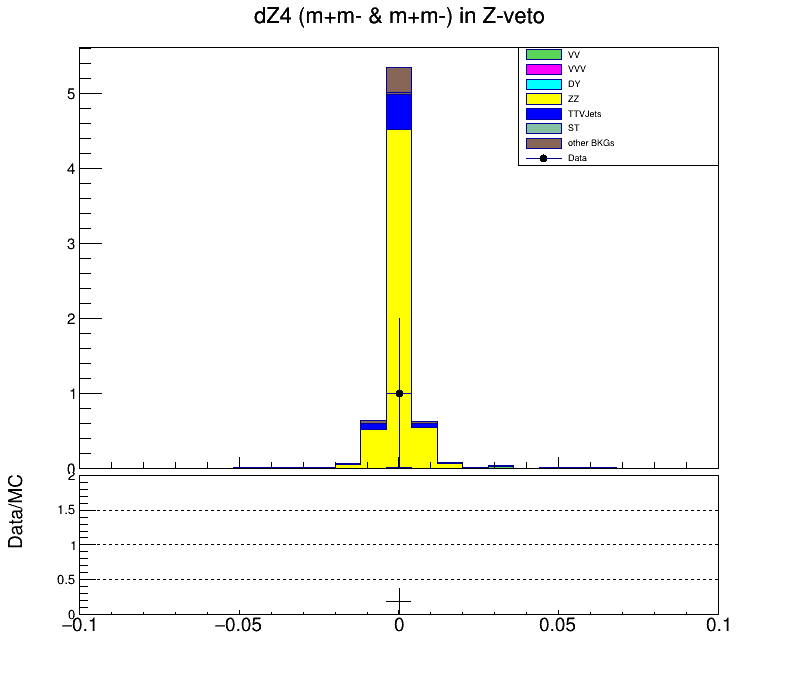 dZ4 (m+m- & m+m-) in Z-veto
VV
VVV
DY
ZZ
TTVJets
ST
other BKGs
Data
5
4
3
2
1
0
Data/MC
2
1.5
1
0.5
0
−0.1
−0.05
0
0.05
0.1